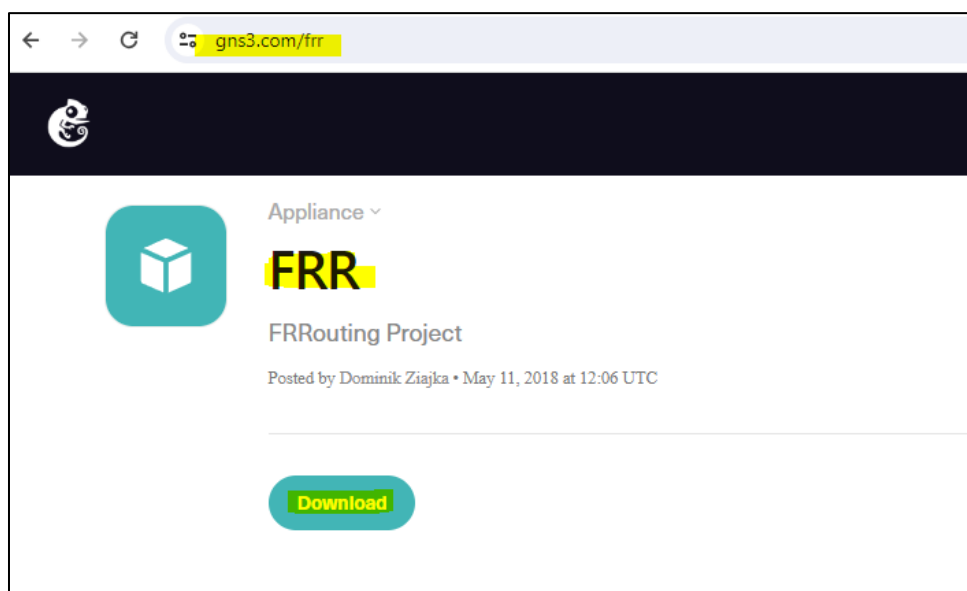 gns3.com/frr
Appliance
FRR
FRRouting Project
Posted by Dominik Ziajka • May 11, 2018 at 12:06 UTC
Download